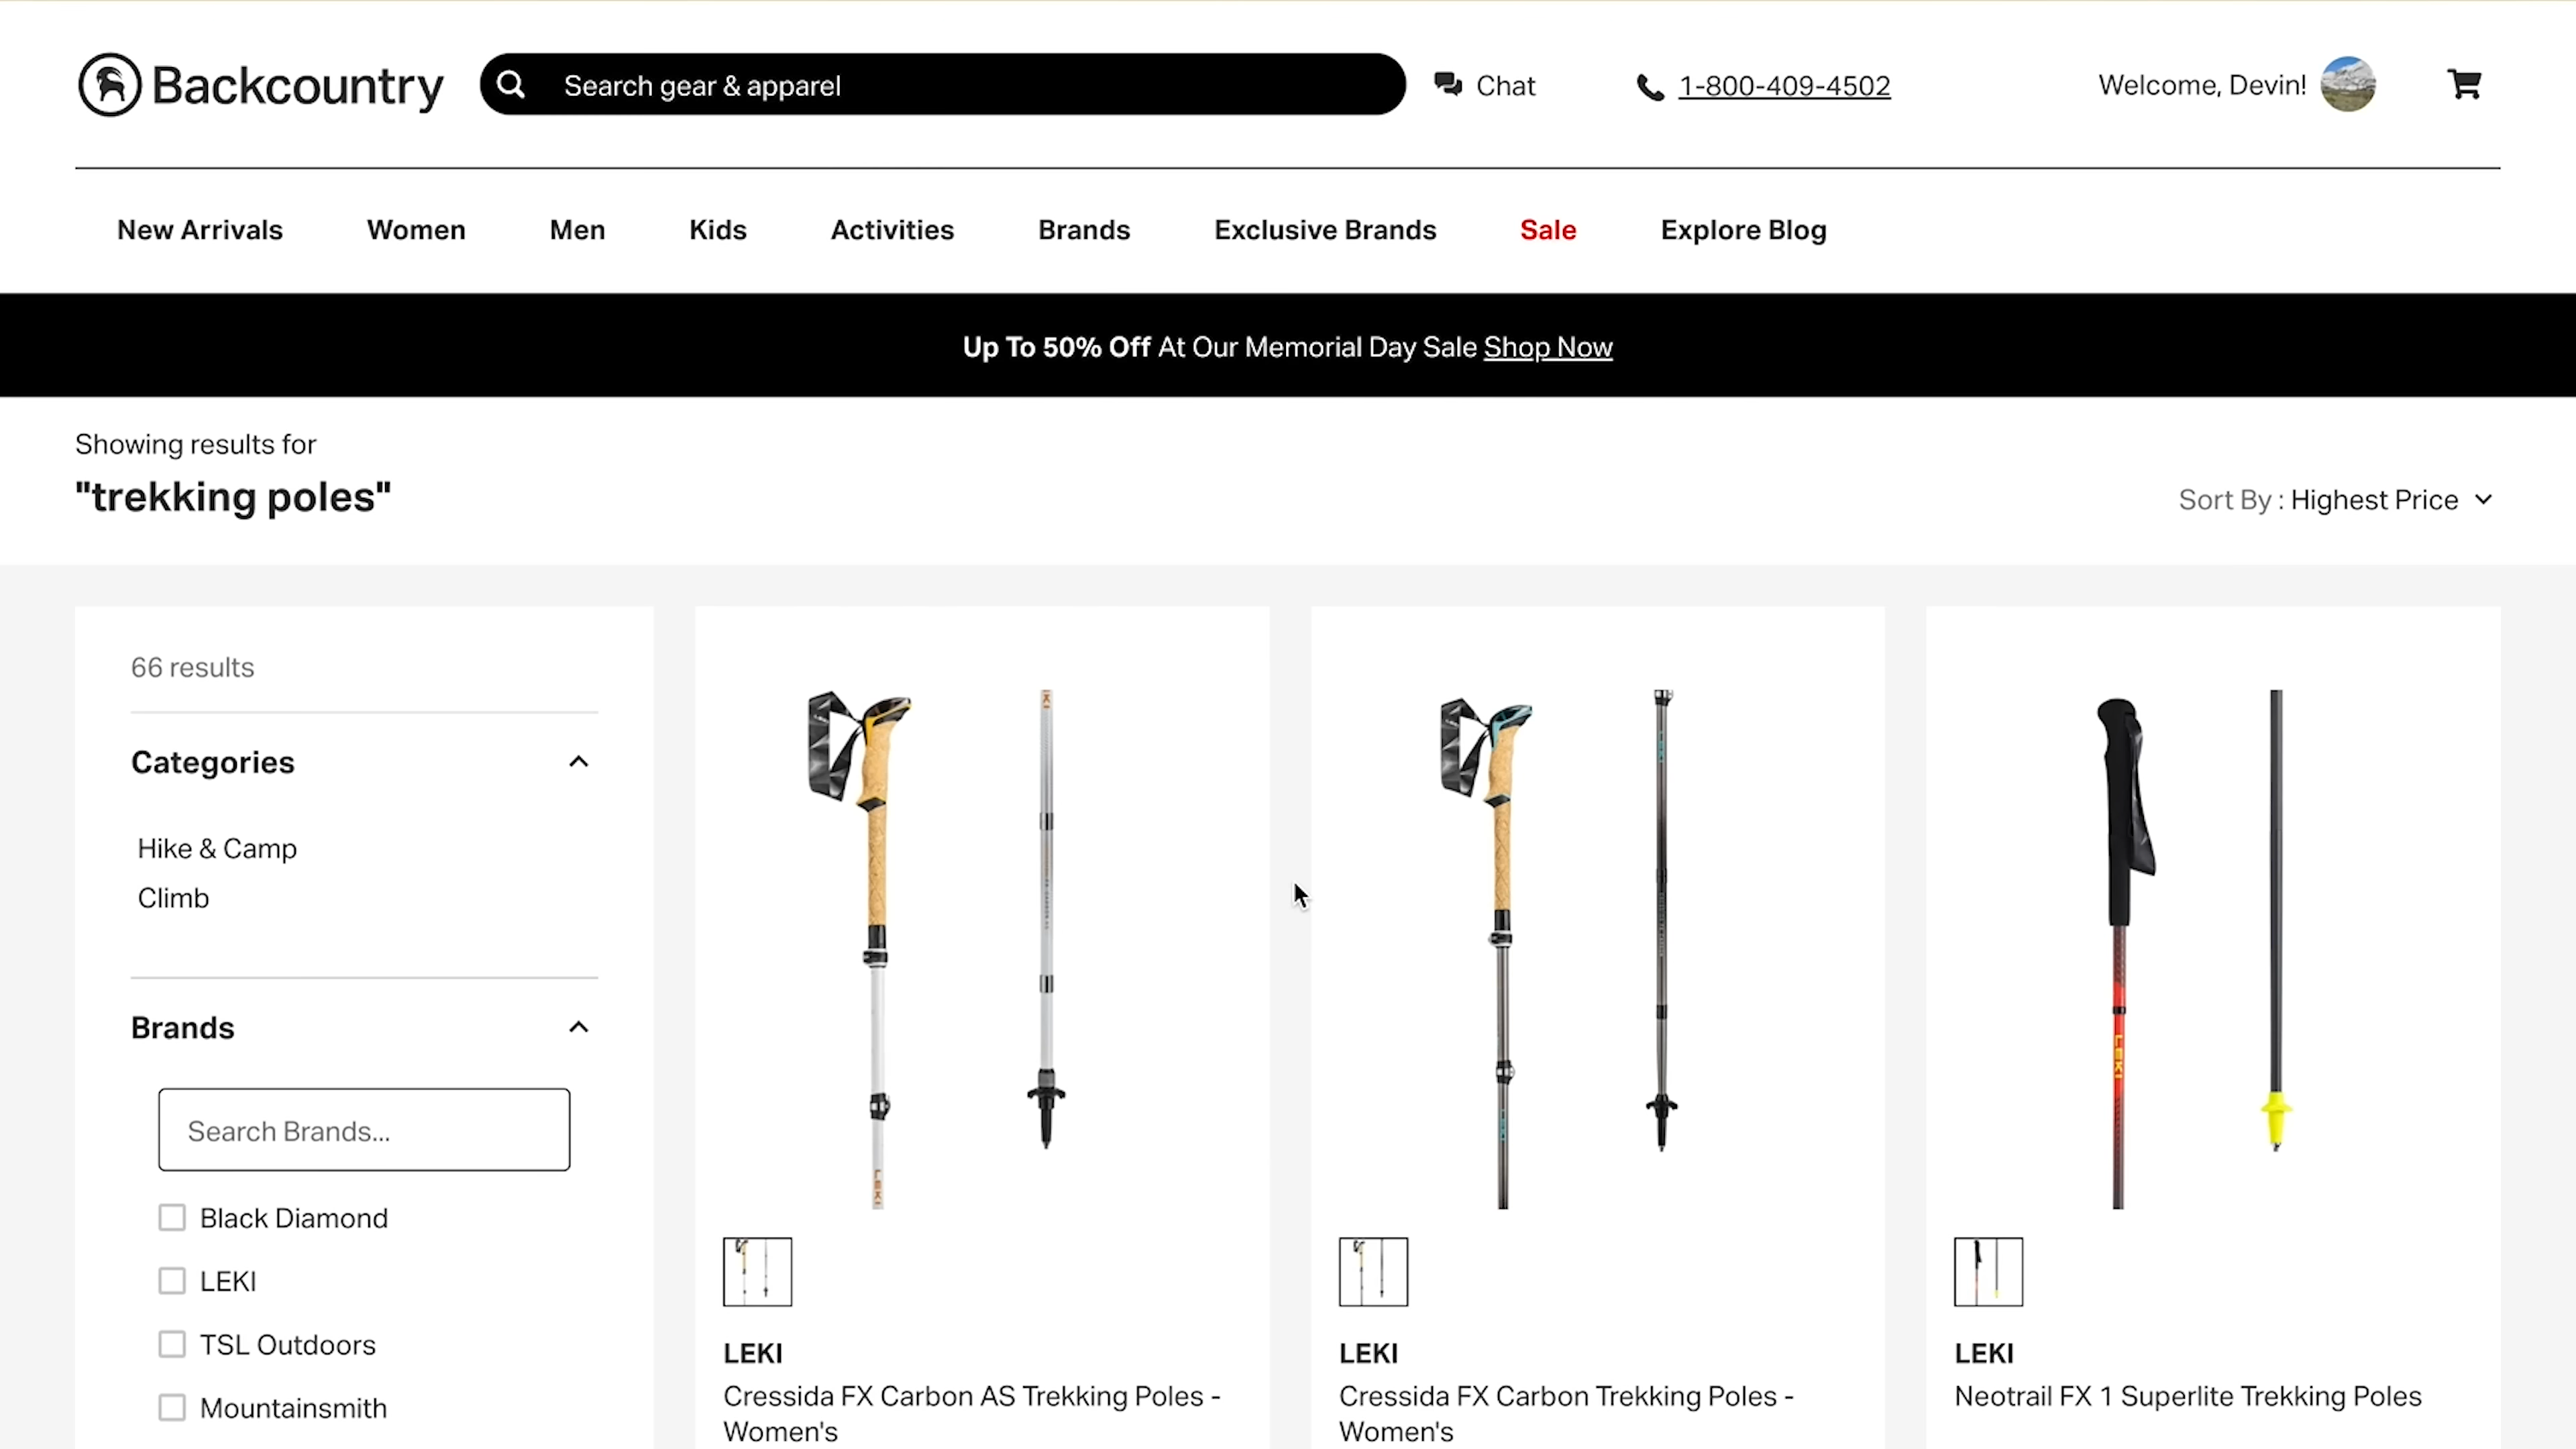 Backcountry
Search gear & apparel
Chat
1-800-409-4502
Welcome, Devin!
New Arrivals
Women
Men
Kids
Activities
Brands
Exclusive Brands
Sale
Explore Blog
Up To 50% Off At Our Memorial Day Sale Shop Now
Showing results for
"trekking poles"
Sort By : Highest Price
66 results
Categories
Hike & Camp
Climb
Brands
Search Brands...
Black Diamond
LEKI
TSL Outdoors
Mountainsmith
LEKI
LEKI
LEKI
Cressida FX Carbon AS Trekking Poles -
Women's
LEKI
Cressida FX Carbon Trekking Poles -
Women's
LEKI
Neotrail FX 1 Superlite Trekking Poles